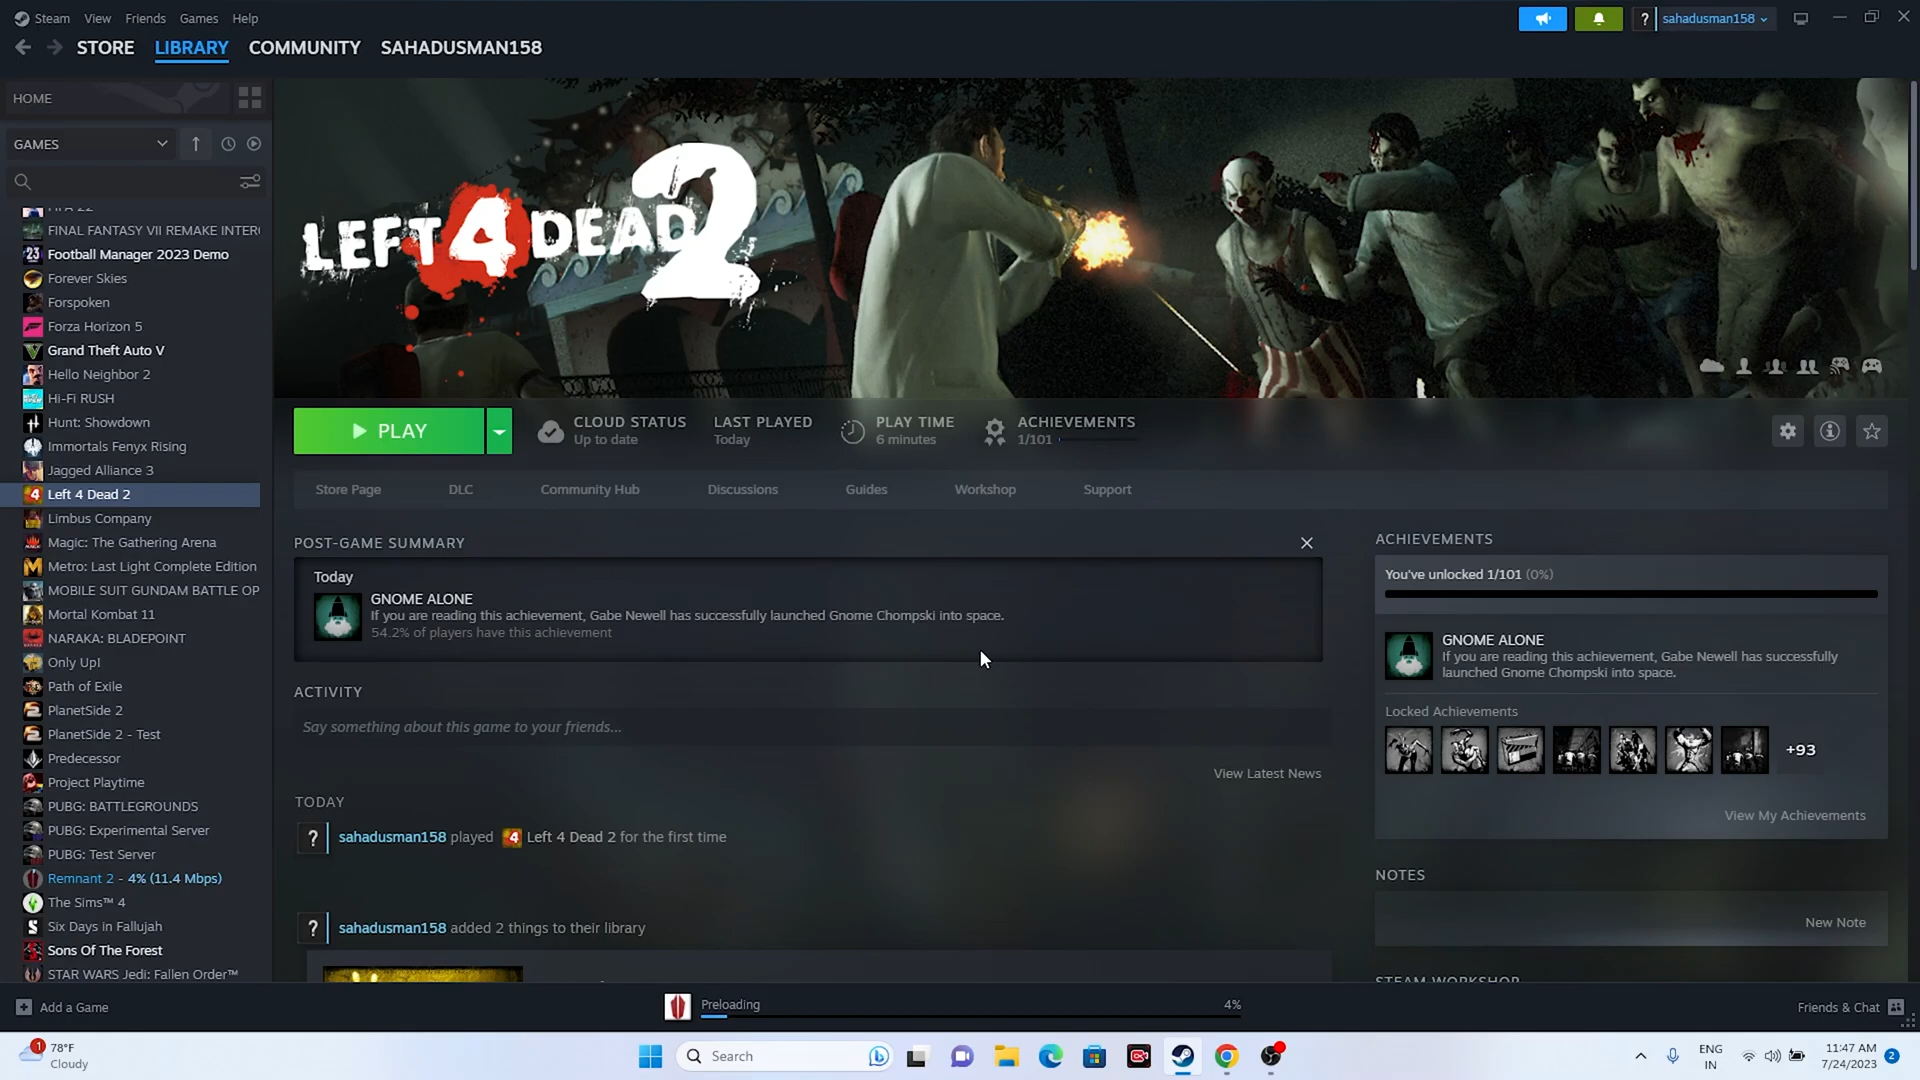 Steam View Friends Games Help
sahadusman158
STORE LIBRARY COMMUNITY SAHADUSMAN158
HOME
GAMES
FINAL FANTASY VII REMAKE INTER
Football Manager 2023 Demo
Forever Skies
Forspoken
Forza Horizon 5
Grand Theft Auto V
Hello Neighbor 2
Hi-Fi RUSH
Hunt: Showdown
Immortals Fenyx Rising
Jagged Alliance 3
Left 4 Dead 2
Limbus Company
Magic: The Gathering Arena
Metro: Last Light Complete Edition
MOBILE SUIT GUNDAM BATTLE OP
Mortal Kombat 11
NARAKA: BLADEPOINT
Only Up!
Path of Exile
PlanetSide 2
PlanetSide 2 - Test
Predecessor
Project Playtime
PUBG: BATTLEGROUNDS
PUBG: Experimental Server
PUBG: Test Server
Remnant 2 - 4% (11.4 Mbps)
The Sims™ 4
Six Days in Fallujah
Sons Of The Forest
STAR WARS Jedi: Fallen Order™
Add a Game
LEFT 4 DEAD 2
PLAY
CLOUD STATUS
Up to date
LAST PLAYED
Today
PLAY TIME
6 minutes
ACHIEVEMENTS
1/101
Store Page DLC Community Hub Discussions Guides Workshop Support
POST-GAME SUMMARY
Today
GNOME ALONE
If you are reading this achievement, Gabe Newell has successfully launched Gnome Chompski into space.
54.2% of players have this achievement
ACTIVITY
Say something about this game to your friends...
View Latest News
TODAY
sahadusman158 played Left 4 Dead 2 for the first time
sahadusman158 added 2 things to their library
ACHIEVEMENTS
You've unlocked 1/101 (0%)
GNOME ALONE
If you are reading this achievement, Gabe Newell has successfully
launched Gnome Chompski into space.
Locked Achievements
+93
View My Achievements
NOTES
New Note
STEAM WORKSHOP
Preloading 4%
Friends & Chat
1
78°F
Cloudy
Search
ENG
IN
11:47 AM
7/24/2023
2